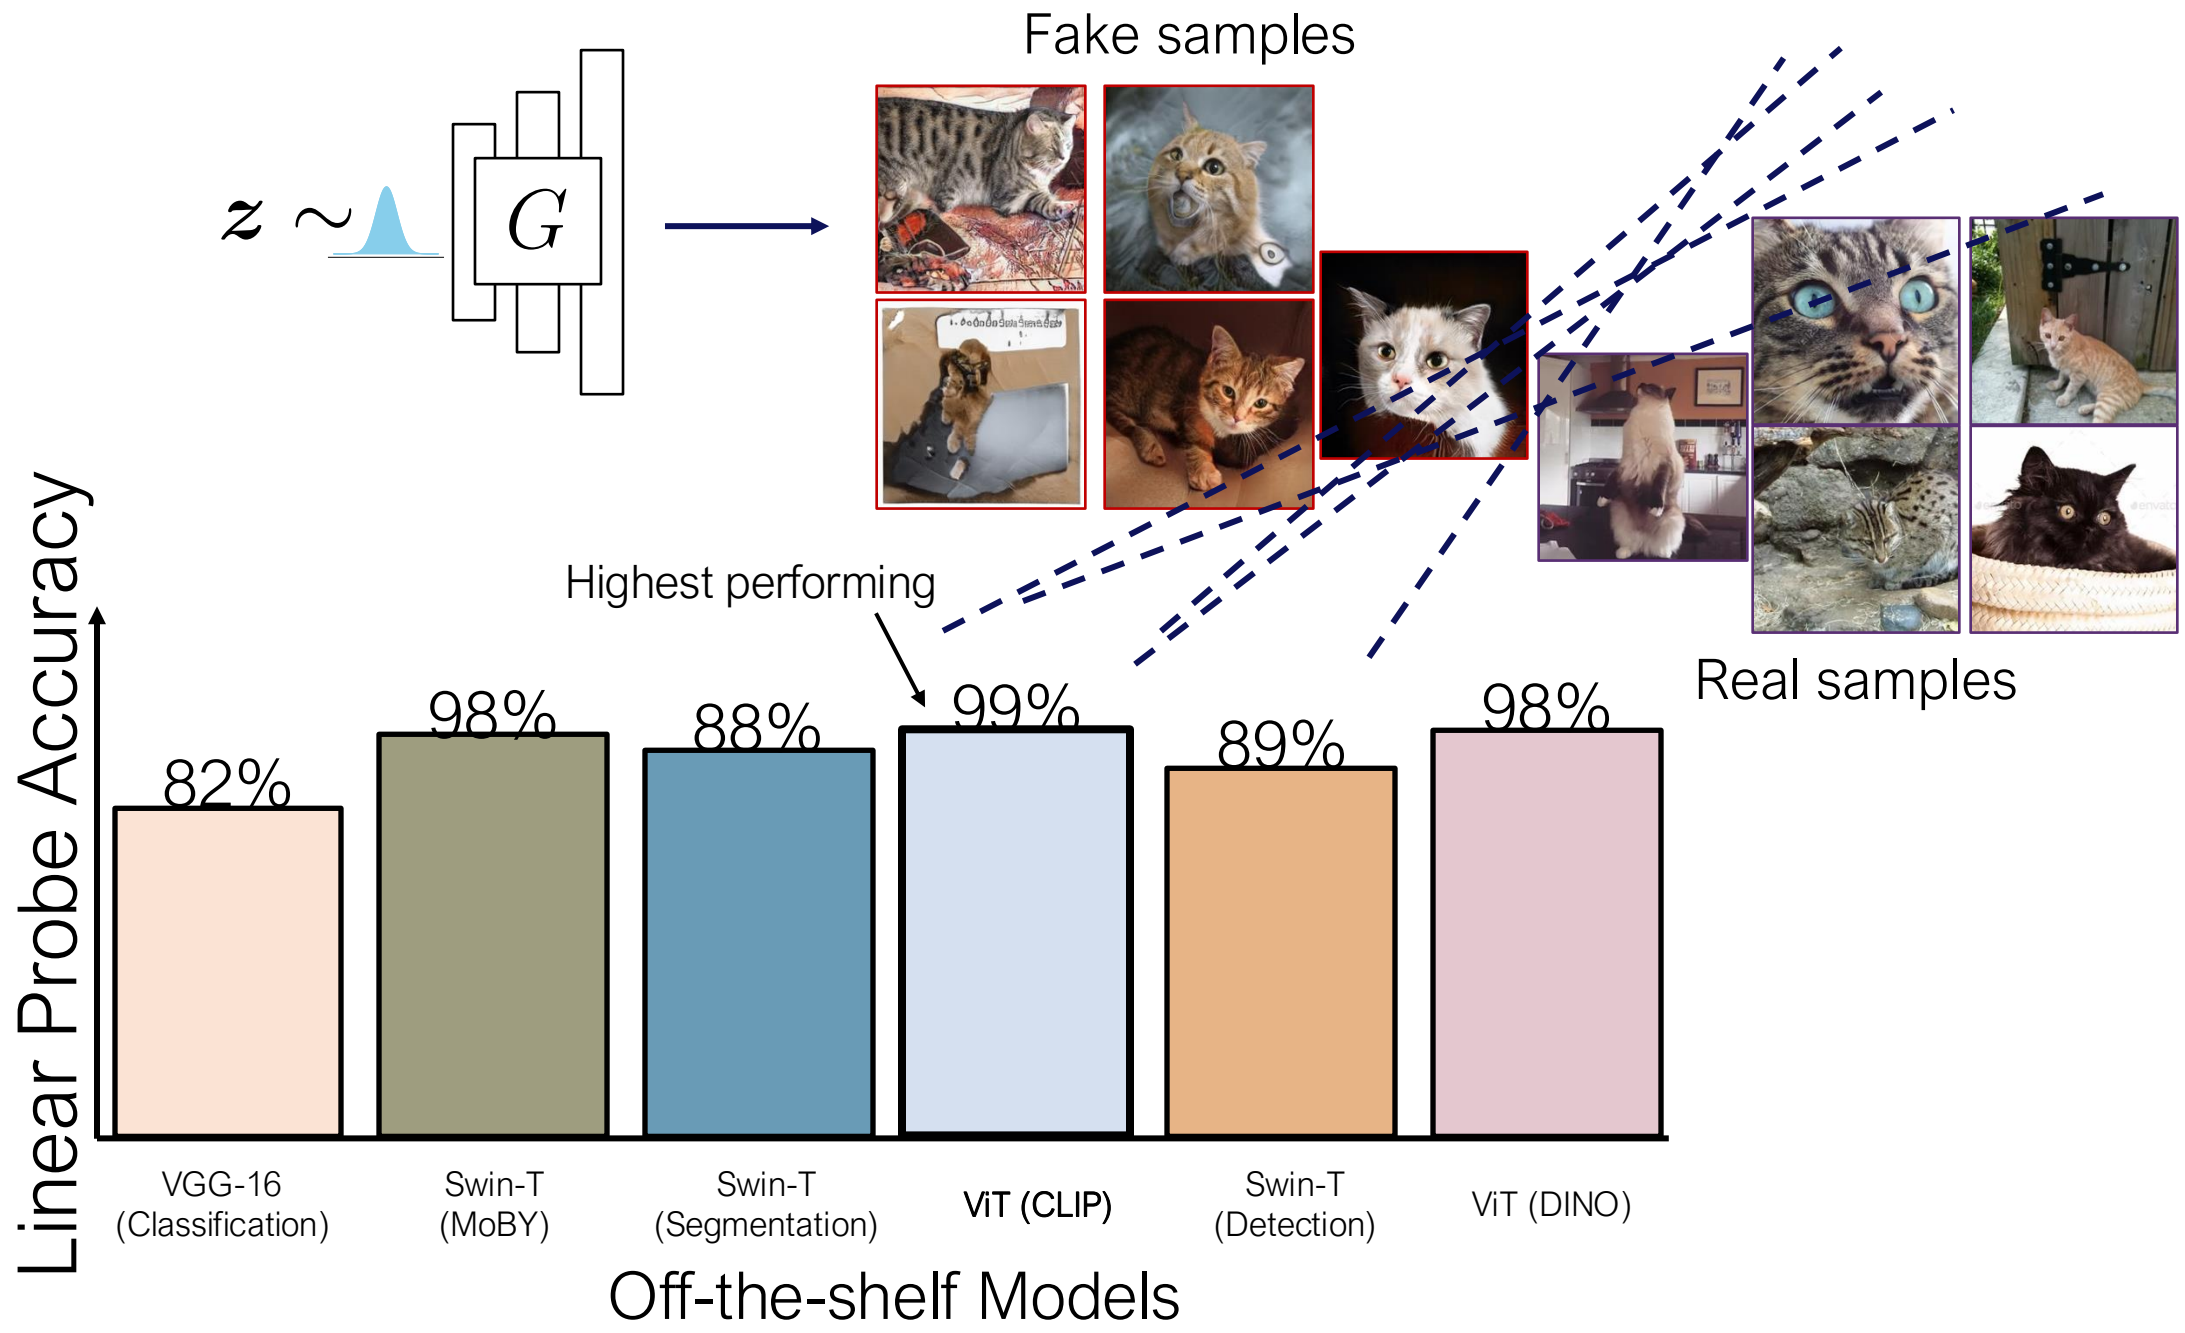 Fake samples
z ~
G
Highest performing
Real samples
Linear Probe Accuracy
82%
98%
88%
99%
89%
98%
VGG-16
(Classification)
Swin-T
(MoBY)
Swin-T
(Segmentation)
ViT (CLIP)
Swin-T
(Detection)
ViT (DINO)
Off-the-shelf Models